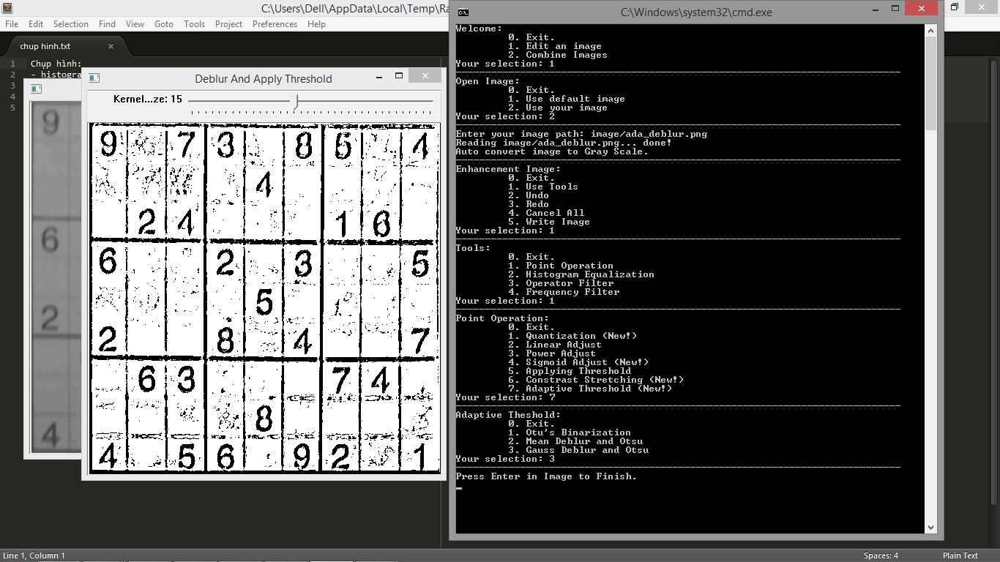 C:\Users\Dell\AppData\Local\Temp\Ra
File Edit Selection Find View Goto Tools Project Preferences Help
chup hinh.txt ×
1 Chụp hình:
2 - histogra
3
4
5
9
6
2
4
Deblur And Apply Threshold
Kernel...ze: 15
9 7 3 8 5 4
4
2 4 1 6
6 2 3 5
5
2 8 4 7
6 3 7 4
8
4 5 6 9 2 1
C:\Windows\system32\cmd.exe
Welcome:
0. Exit.
1. Edit an image
2. Combine Images
Your selection: 1
Open Image:
0. Exit.
1. Use default image
2. Use your image
Your selection: 2
Enter your image path: image/ada_deblur.png
Reading image/ada_deblur.png... done!
Auto convert image to Gray Scale.
Enhancement Image:
0. Exit.
1. Use Tools
2. Undo
3. Redo
4. Cancel All
5. Write Image
Your selection: 1
Tools:
0. Exit.
1. Point Operation
2. Histogram Equalization
3. Operator Filter
4. Frequency Filter
Your selection: 1
Point Operation:
0. Exit.
1. Quantization (New!)
2. Linear Adjust
3. Power Adjust
4. Sigmoid Adjust (New!)
5. Applying Threshold
6. Constrast Stretching (New!)
7. Adaptive Threshold (New!)
Your selection: 7
Adaptive Theshold:
0. Exit.
1. Otu's Binarization
2. Mean Deblur and Otsu
3. Gauss Deblur and Otsu
Your selection: 3
Press Enter in Image to Finish.
Line 1, Column 1
Spaces: 4
Plain Text